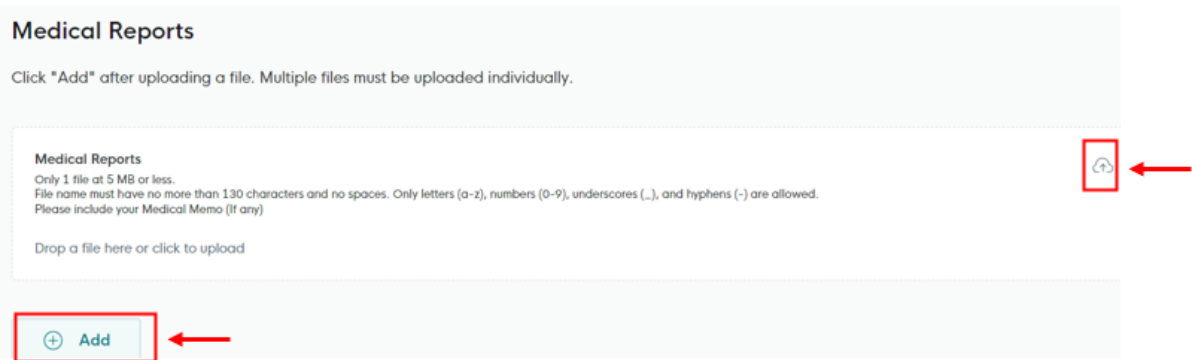 Medical Reports
Click "Add" after uploading a file. Multiple files must be uploaded individually.
Medical Reports
Only 1 file at 5 MB or less.
File name must have no more than 130 characters and no spaces. Only letters (a-z), numbers (0-9), underscores (_), and hyphens (-) are allowed.
Please include your Medical Memo (If any)
Drop a file here or click to upload
Add